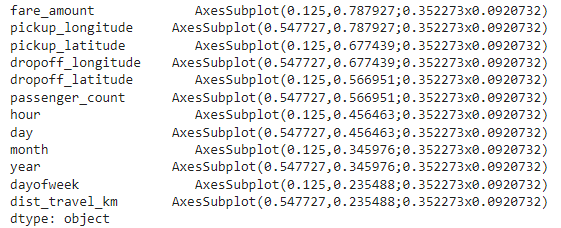 fare_amount AxesSubplot(0.125,0.787927;0.352273x0.0920732)
pickup_longitude AxesSubplot(0.547727,0.787927;0.352273x0.0920732)
pickup_latitude AxesSubplot(0.125,0.677439;0.352273x0.0920732)
dropoff_longitude AxesSubplot(0.547727,0.677439;0.352273x0.0920732)
dropoff_latitude AxesSubplot(0.125,0.566951;0.352273x0.0920732)
passenger_count AxesSubplot(0.547727,0.566951;0.352273x0.0920732)
hour AxesSubplot(0.125,0.456463;0.352273x0.0920732)
day AxesSubplot(0.547727,0.456463;0.352273x0.0920732)
month AxesSubplot(0.125,0.345976;0.352273x0.0920732)
year AxesSubplot(0.547727,0.345976;0.352273x0.0920732)
dayofweek AxesSubplot(0.125,0.235488;0.352273x0.0920732)
dist_travel_km AxesSubplot(0.547727,0.235488;0.352273x0.0920732)
dtype: object